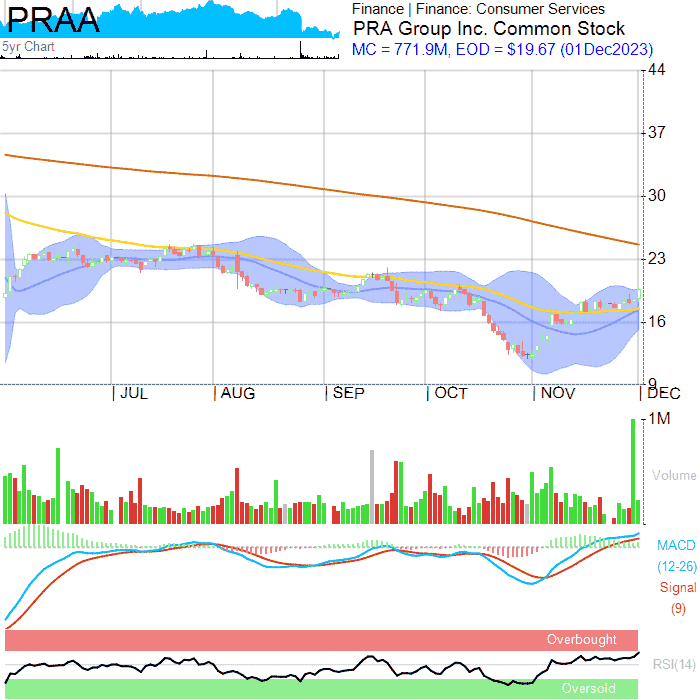 PRAA
5yr Chart
Finance | Finance: Consumer Services
PRA Group Inc. Common Stock
MC = 771.9M, EOD = $19.67 (01Dec2023)
44
37
30
23
16
9
JUL AUG SEP OCT NOV DEC
1M
Volume
MACD
(12-26)
Signal
(9)
Overbought
RSI(14)
Oversold